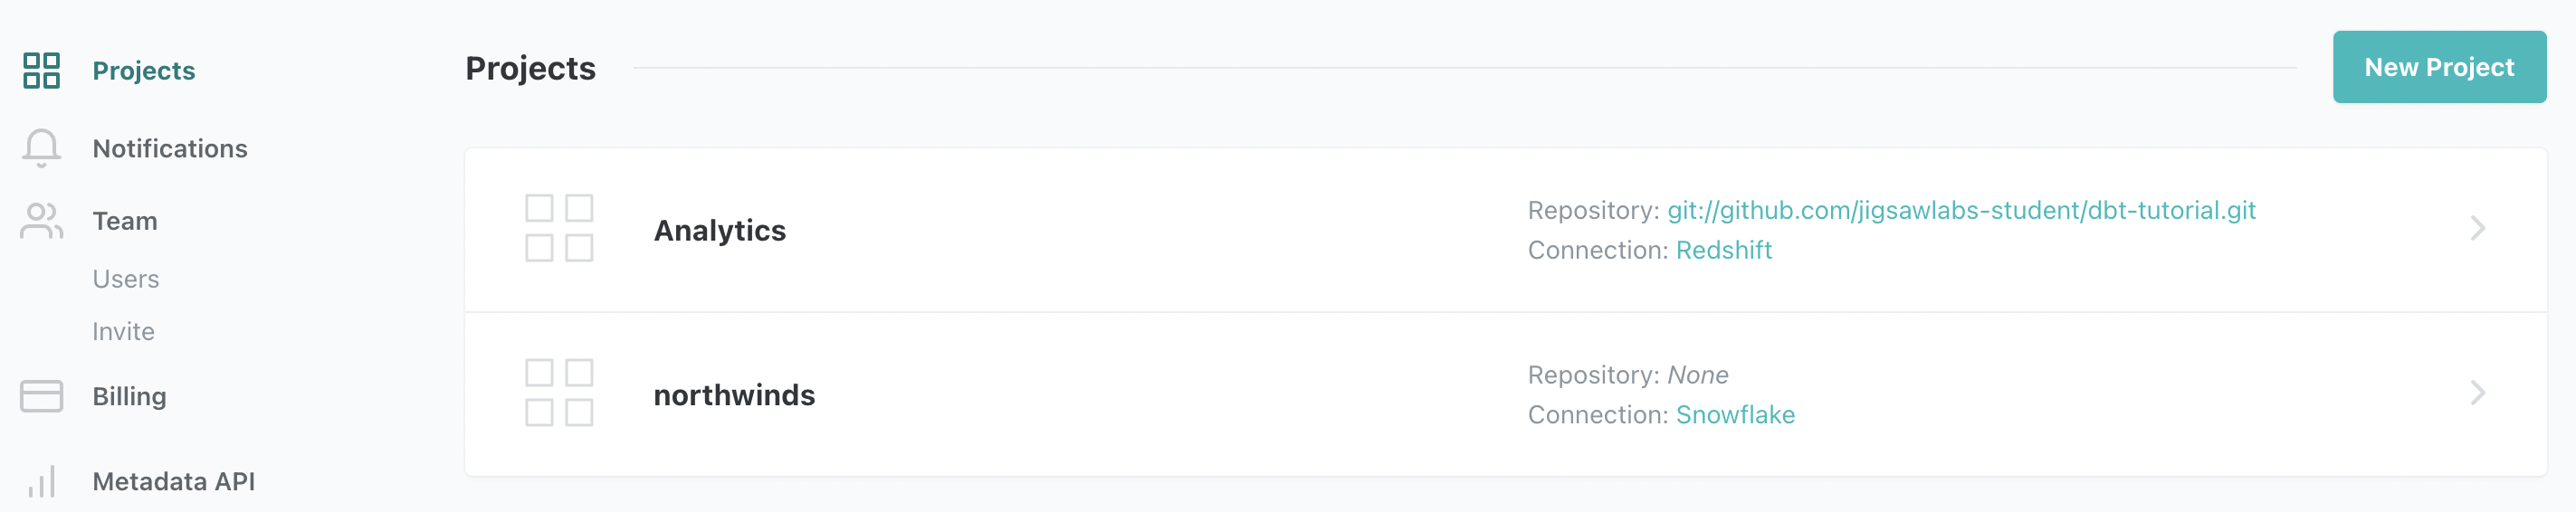 Projects
Notifications
Team
Users
Invite
Billing
Metadata API
Projects
New Project
Analytics
Repository: git://github.com/jigsawlabs-student/dbt-tutorial.git
Connection: Redshift
northwinds
Repository: None
Connection: Snowflake